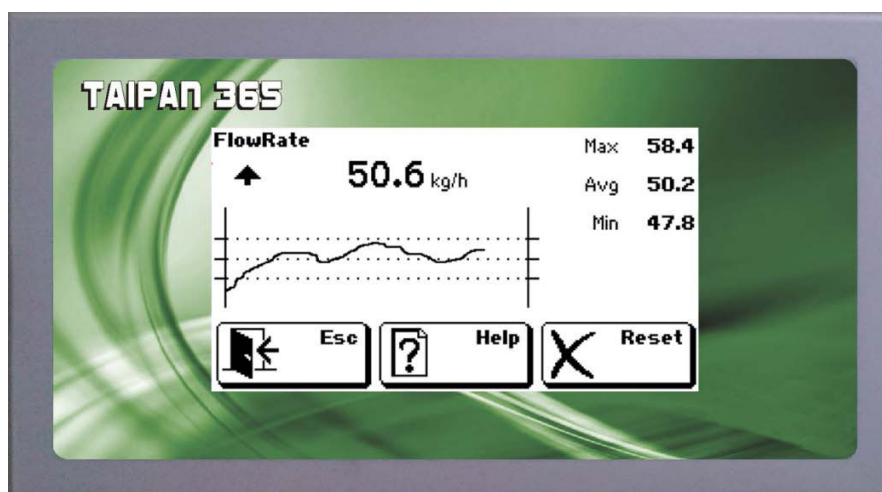 TAIPAN 365
FlowRate
50.6 kg/h
Max 58.4
Avg 50.2
Min 47.8
Esc
?
Help
Reset